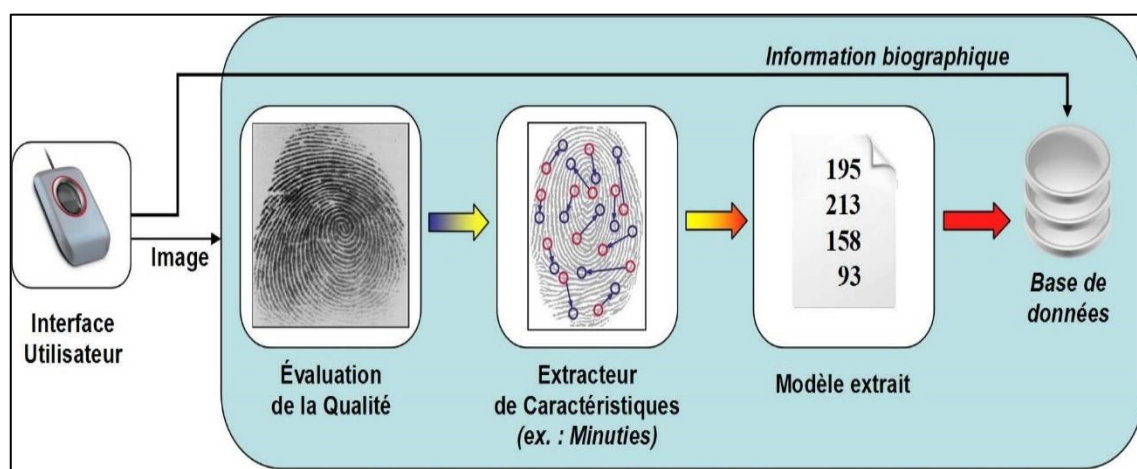 Information biographique
Image
Interface
Utilisateur
Évaluation
de la Qualité
Extracteur
de Caractéristiques
(ex. : Minuties)
195
213
158
93
Modèle extrait
Base de
données